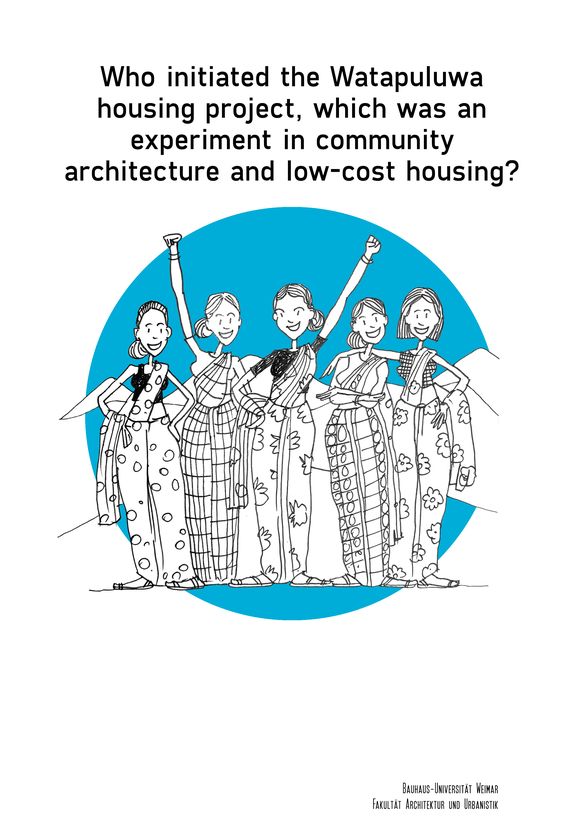 Who initiated the Watapuluwa
housing project, which was an
experiment in community
architecture and low-cost housing?
Bauhaus-Universität Weimar
Fakultät Architektur und Urbanistik